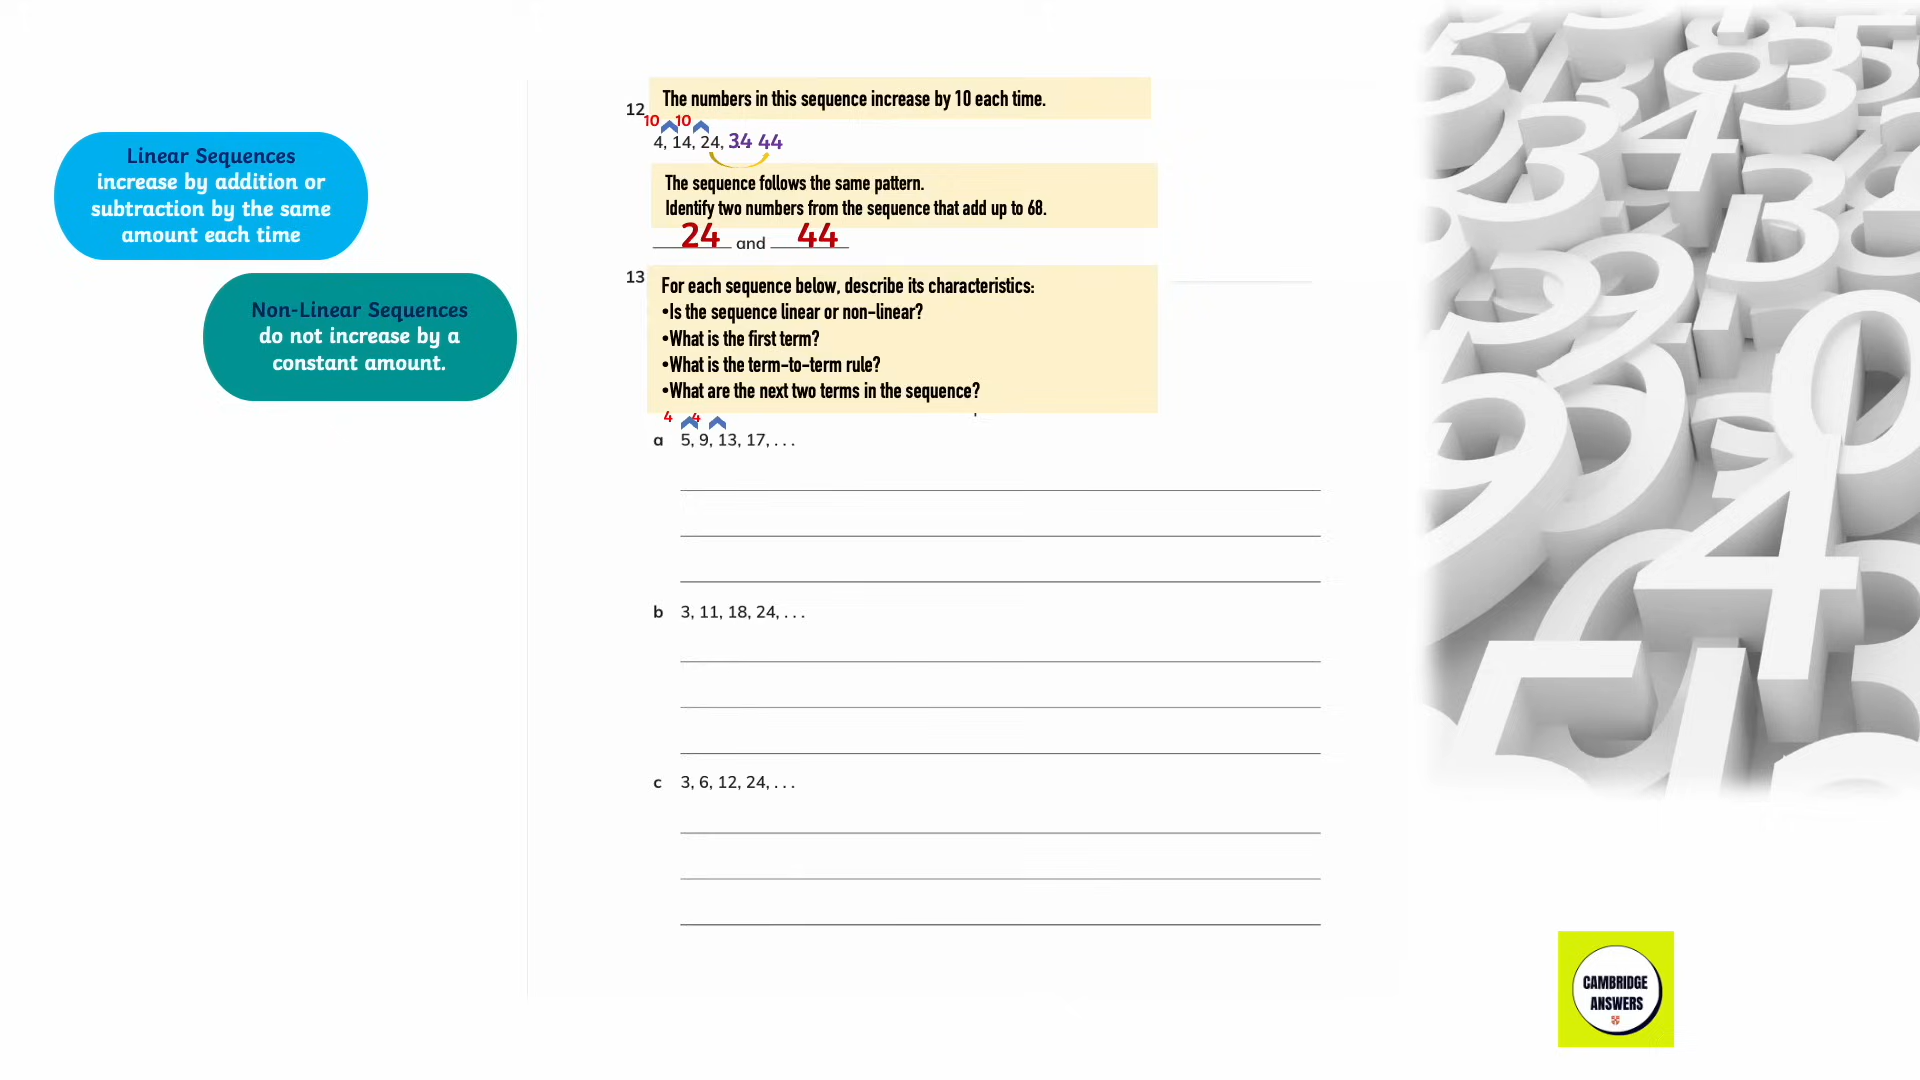 Linear Sequences
increase by addition or
subtraction by the same
amount each time
Non-Linear Sequences
do not increase by a
constant amount.
12
The numbers in this sequence increase by 10 each time.
10 10
4, 14, 24, 34 44
The sequence follows the same pattern.
Identify two numbers from the sequence that add up to 68.
24 and 44
13
For each sequence below, describe its characteristics:
•Is the sequence linear or non-linear?
•What is the first term?
•What is the term-to-term rule?
•What are the next two terms in the sequence?
4 4
a 5, 9, 13, 17, . . .
b 3, 11, 18, 24, . . .
c 3, 6, 12, 24, . . .
CAMBRIDGE
ANSWERS